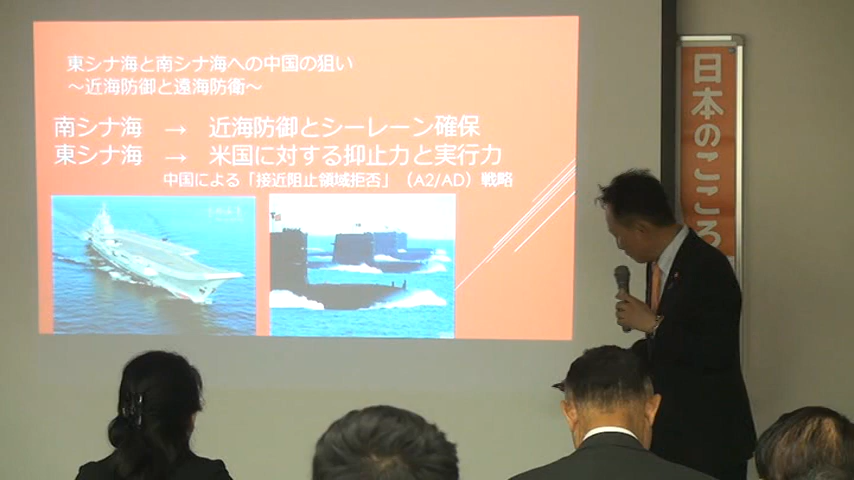 東シナ海と南シナ海への中国の狙い
～近海防御と遠海防衛～
南シナ海　→　近海防御とシーレーン確保
東シナ海　→　米国に対する抑止力と実行力
中国による「接近阻止領域拒否」（A2/AD）戦略
日本のこころ